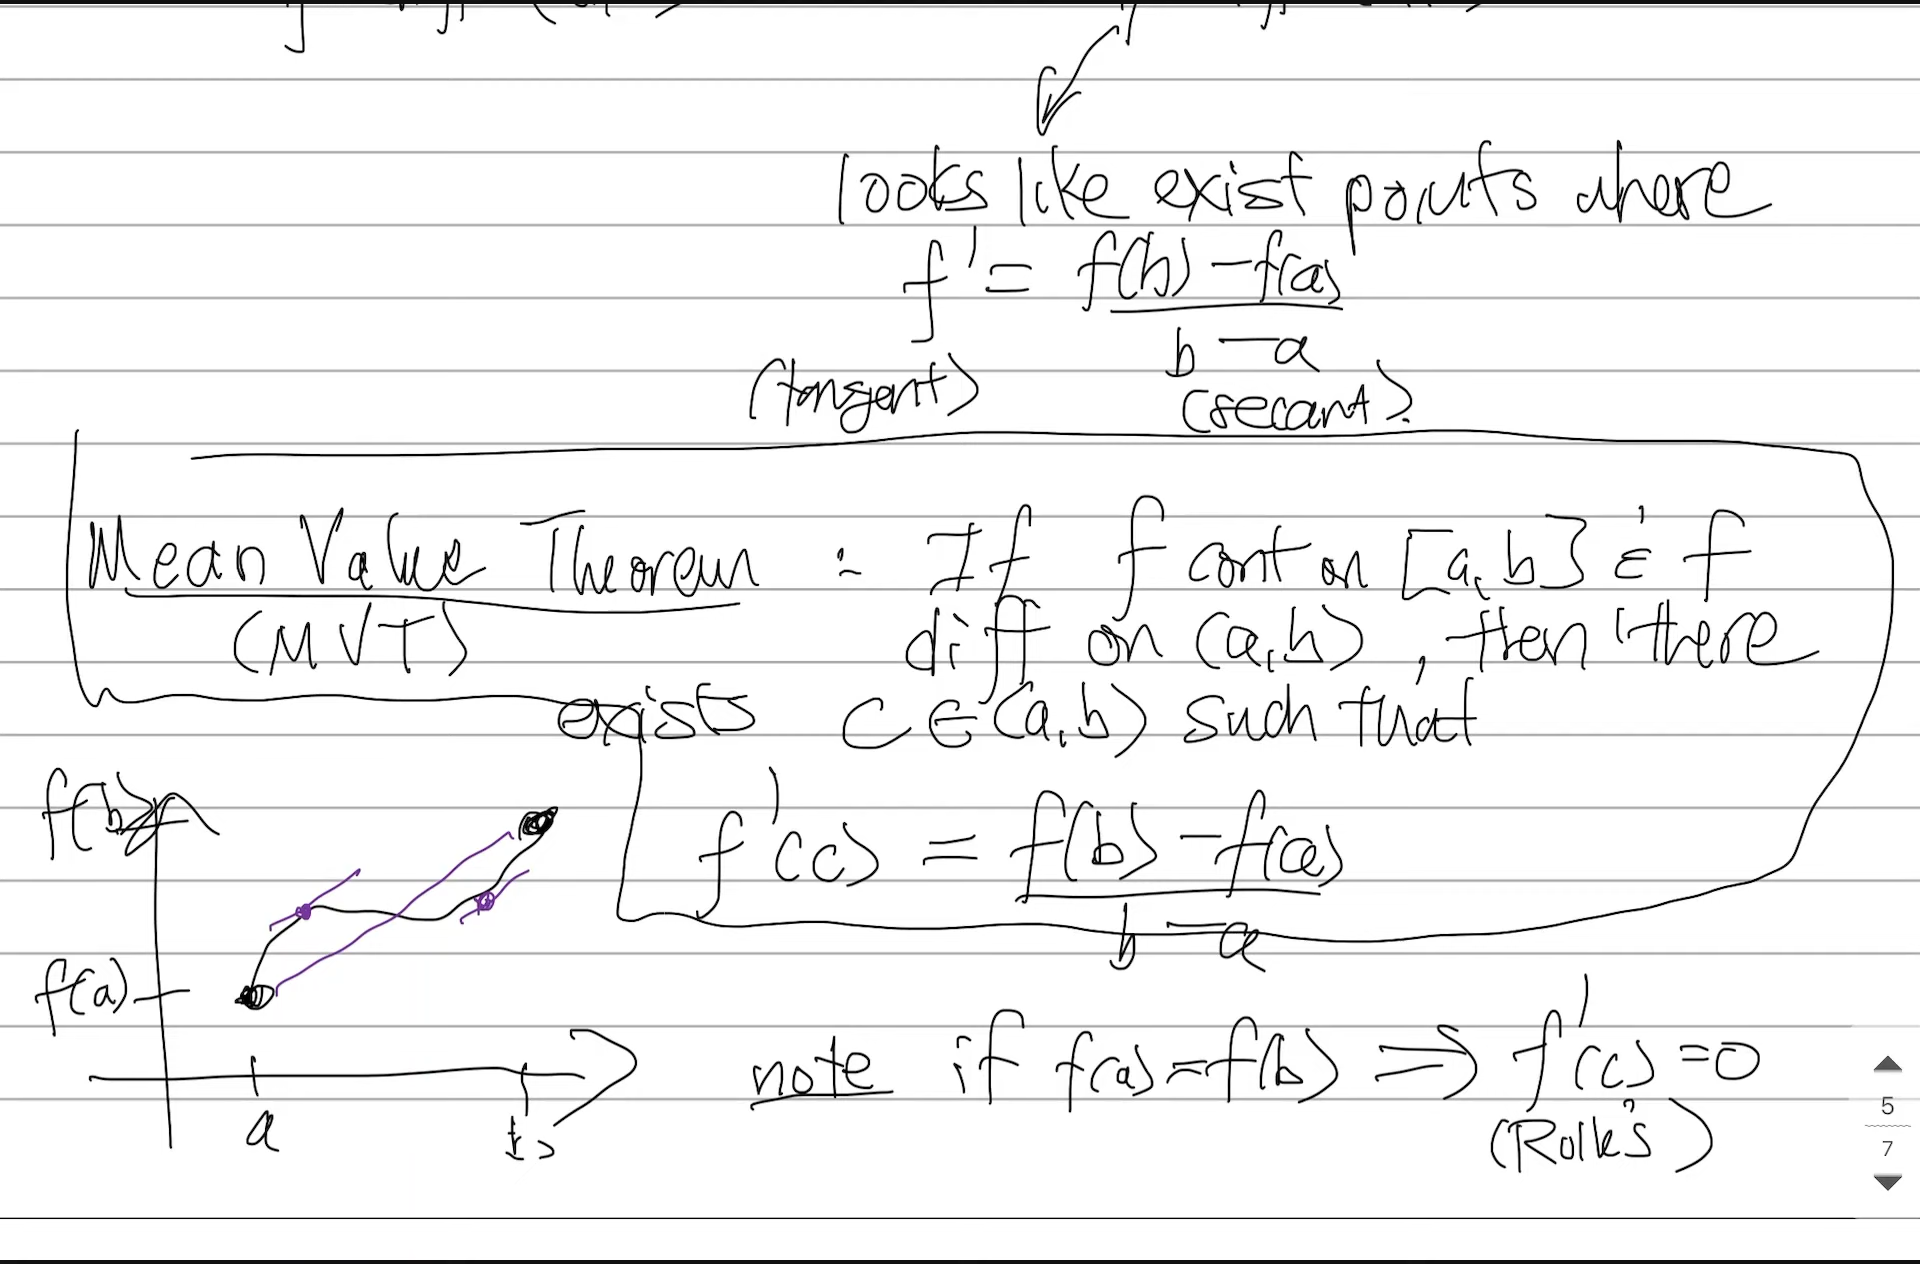 looks like exist points where
f' = f(b) - f(a)
b - a
(tangent) (secant)
Mean Value Theorem : If f cont on [a,b] & f
(MVT) diff on (a,b), then there
exists c ∈ (a,b) such that
f(b)
f'(c) = f(b) - f(a)
b - a
f(a)
note if f(a) = f(b) ⇒ f'(c) = 0
a b (Rolle's)
5
7